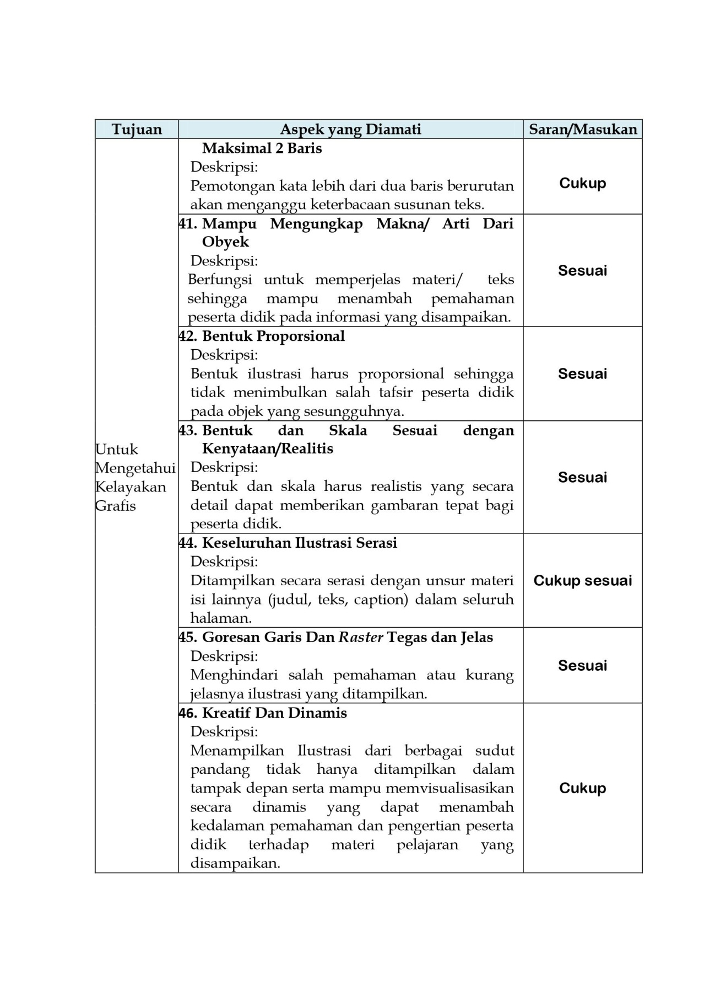 Tujuan Aspek yang Diamati Saran/Masukan
Maksimal 2 Baris
Deskripsi:
Pemotongan kata lebih dari dua baris berurutan
akan menganggu keterbacaan susunan teks.
Cukup
41. Mampu Mengungkap Makna/ Arti Dari
Obyek
Deskripsi:
Berfungsi untuk memperjelas materi/ teks
sehingga mampu menambah pemahaman
peserta didik pada informasi yang disampaikan.
Sesuai
42. Bentuk Proporsional
Deskripsi:
Bentuk ilustrasi harus proporsional sehingga
tidak menimbulkan salah tafsir peserta didik
pada objek yang sesungguhnya.
Sesuai
Untuk
Mengetahui
Kelayakan
Grafis
43. Bentuk dan Skala Sesuai dengan
Kenyataan/Realitis
Deskripsi:
Bentuk dan skala harus realistis yang secara
detail dapat memberikan gambaran tepat bagi
peserta didik.
Sesuai
44. Keseluruhan Ilustrasi Serasi
Deskripsi:
Ditampilkan secara serasi dengan unsur materi
isi lainnya (judul, teks, caption) dalam seluruh
halaman.
Cukup sesuai
45. Goresan Garis Dan Raster Tegas dan Jelas
Deskripsi:
Menghindari salah pemahaman atau kurang
jelasnya ilustrasi yang ditampilkan.
Sesuai
46. Kreatif Dan Dinamis
Deskripsi:
Menampilkan Ilustrasi dari berbagai sudut
pandang tidak hanya ditampilkan dalam
tampak depan serta mampu memvisualisasikan
secara dinamis yang dapat menambah
kedalaman pemahaman dan pengertian peserta
didik terhadap materi pelajaran yang
disampaikan.
Cukup